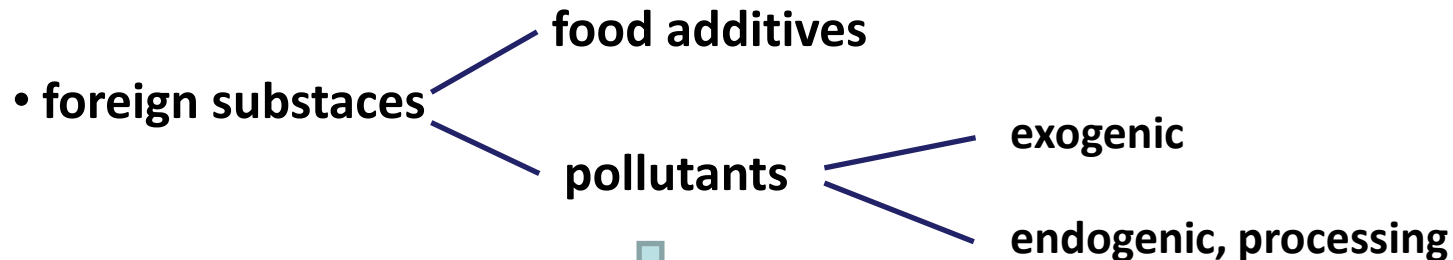 food additives
• foreign substaces
exogenic
pollutants
endogenic, processing